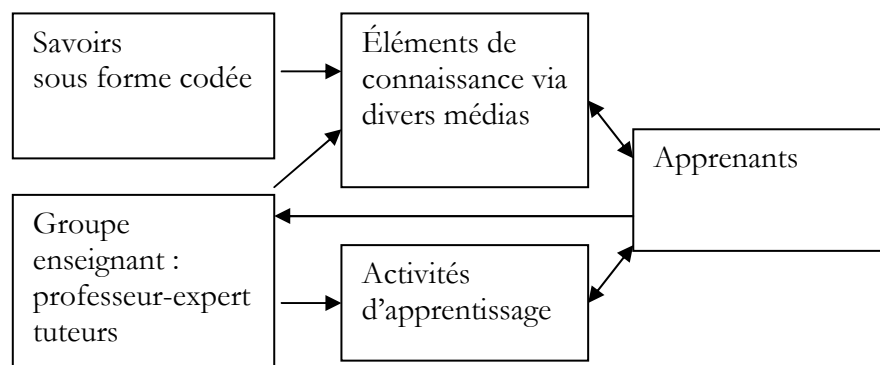 Savoirs
sous forme codée
Éléments de
connaissance via
divers médias
Apprenants
Groupe
enseignant :
professeur-expert
tuteurs
Activités
d’apprentissage